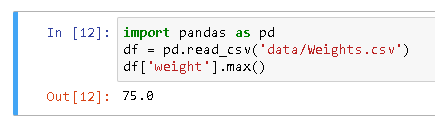 In [12]: import pandas as pd
df = pd.read_csv('data/Weights.csv')
df['weight'].max()
Out[12]: 75.0